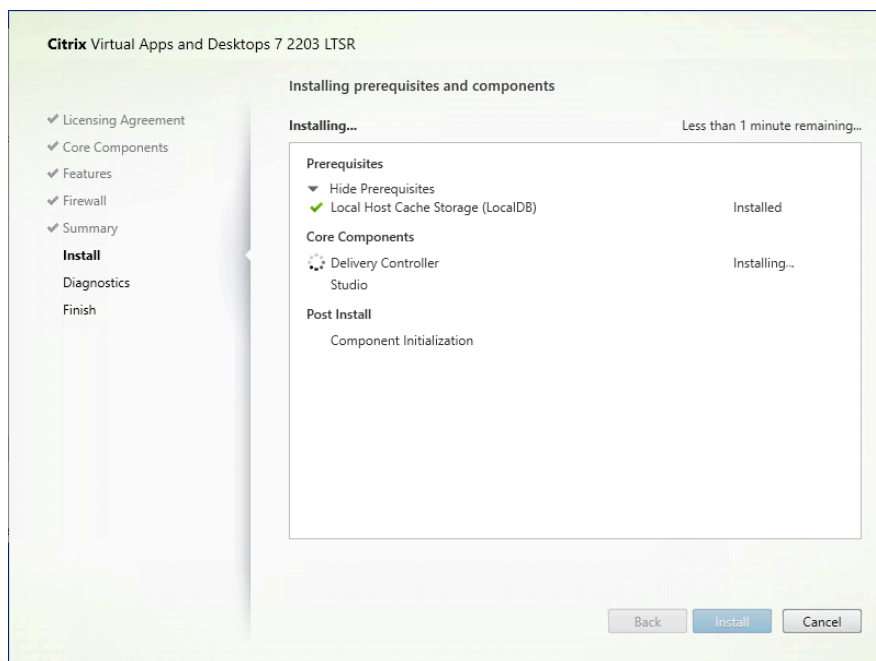 Citrix Virtual Apps and Desktops 7 2203 LTSR
Installing prerequisites and components
Licensing Agreement
Core Components
Features
Firewall
Summary
Install
Diagnostics
Finish
Installing... Less than 1 minute remaining...
Prerequisites
Hide Prerequisites
Local Host Cache Storage (LocalDB) Installed
Core Components
Delivery Controller Installing...
Studio
Post Install
Component Initialization
Back Install Cancel